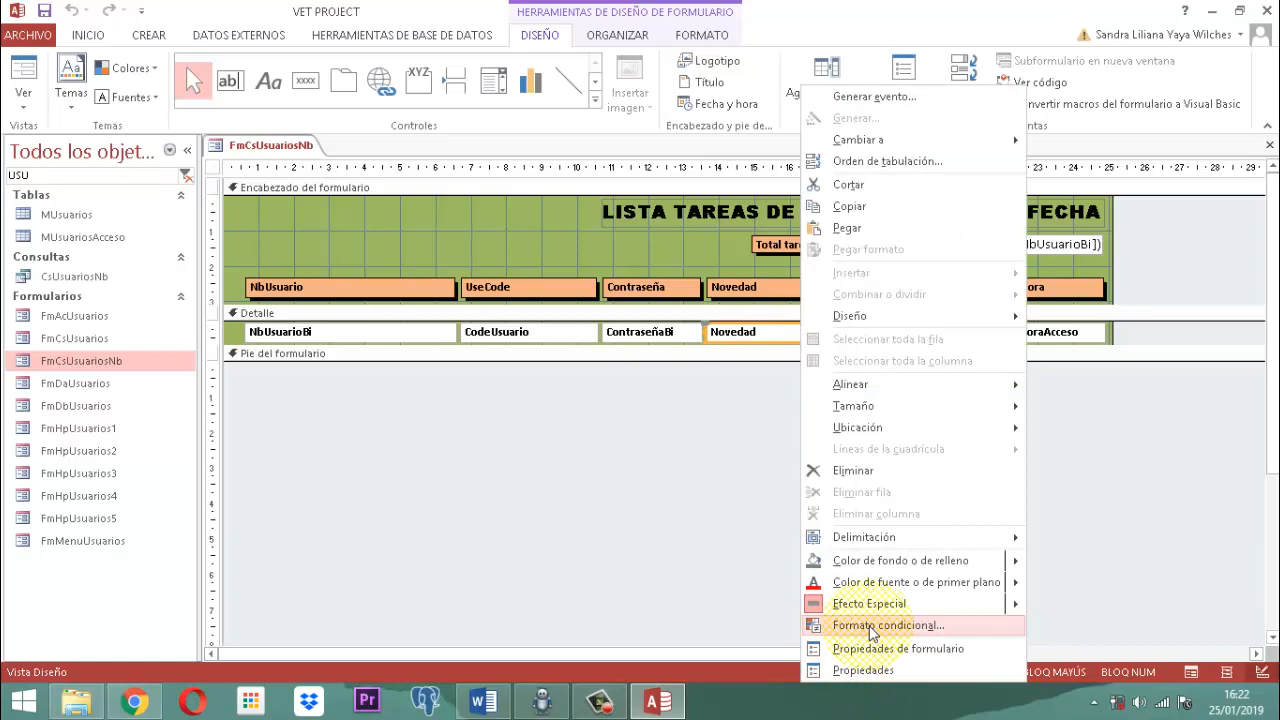 VET PROJECT
HERRAMIENTAS DE DISEÑO DE FORMULARIO
ARCHIVO INICIO CREAR DATOS EXTERNOS HERRAMIENTAS DE BASE DE DATOS DISEÑO ORGANIZAR FORMATO
Sandra Liliana Yaya Wilches
Ver
Vistas
Aa
Temas
Colores
Fuentes
Temas
ab|
Aa
xxxx
XYZ
Insertar
imagen
Controles
Logotipo
Título
Fecha y hora
Encabezado y pie de
Ag
Subformulario en nueva ventana
Ver código
nvertir macros del formulario a Visual Basic
Todos los objet...
USU
Tablas
MUsuarios
MUsuariosAcceso
Consultas
CsUsuariosNb
Formularios
FmAcUsuarios
FmCsUsuarios
FmCsUsuariosNb
FmDaUsuarios
FmDbUsuarios
FmHpUsuarios1
FmHpUsuarios2
FmHpUsuarios3
FmHpUsuarios4
FmHpUsuarios5
FmMenuUsuarios
FmCsUsuariosNb
Encabezado del formulario
LISTA TAREAS DE FECHA
Total tar NbUsuarioBi])
NbUsuario UseCode Contraseña Novedad ora
Detalle
NbUsuarioBi CodeUsuario ContraseñaBi Novedad oraAcceso
Pie del formulario
Generar evento...
Generar...
Cambiar a
Orden de tabulación...
Cortar
Copiar
Pegar
Pegar formato
Insertar
Combinar o dividir
Diseño
Seleccionar toda la fila
Seleccionar toda la columna
Alinear
Tamaño
Ubicación
Líneas de la cuadrícula
Eliminar
Eliminar fila
Eliminar columna
Delimitación
Color de fondo o de relleno
Color de fuente o de primer plano
Efecto Especial
Formato condicional...
Propiedades de formulario
Propiedades
Vista Diseño
BLOQ MAYÚS BLOQ NUM
Pr
16:22
25/01/2019